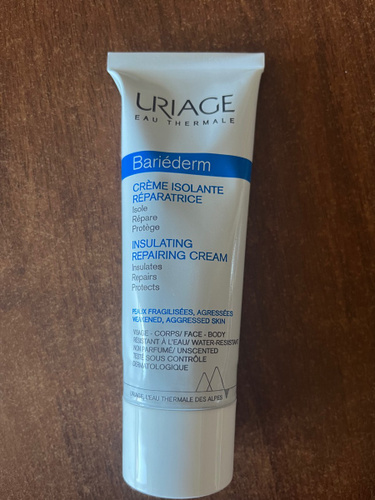 URIAGE
EAU THERMALE
Bariéderm
CRÈME ISOLANTE
RÉPARATRICE
Isole
Répare
Protège
INSULATING
REPAIRING CREAM
Insulates
Repairs
Protects
PEAUX FRAGILISÉES, AGRESSÉES
WEAKENED, AGGRESSED SKIN
VISAGE - CORPS/ FACE - BODY
RÉSISTANT À L'EAU/ WATER-RESISTANT
NON PARFUMÉ/ UNSCENTED
TESTÉ SOUS CONTRÔLE
DERMATOLOGIQUE
URIAGE, L'EAU THERMALE DES ALPES